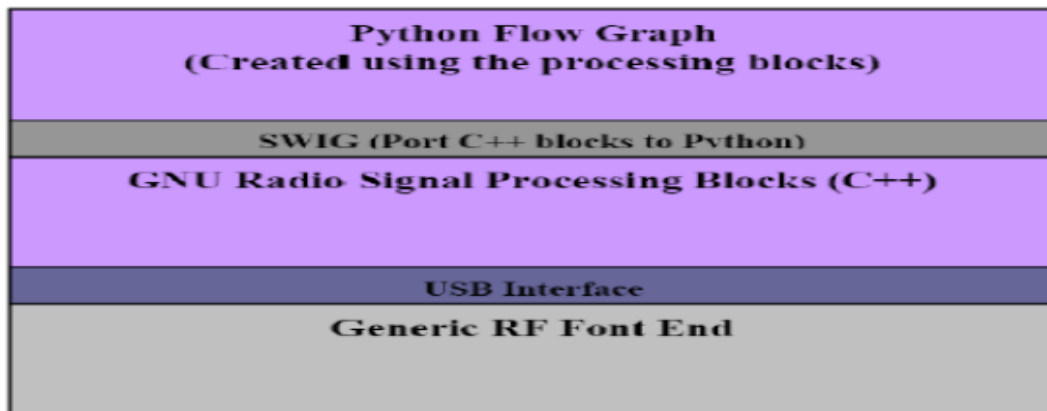 Python Flow Graph
(Created using the processing blocks)
SWIG (Port C++ blocks to Python)
GNU Radio Signal Processing Blocks (C++)
USB Interface
Generic RF Font End